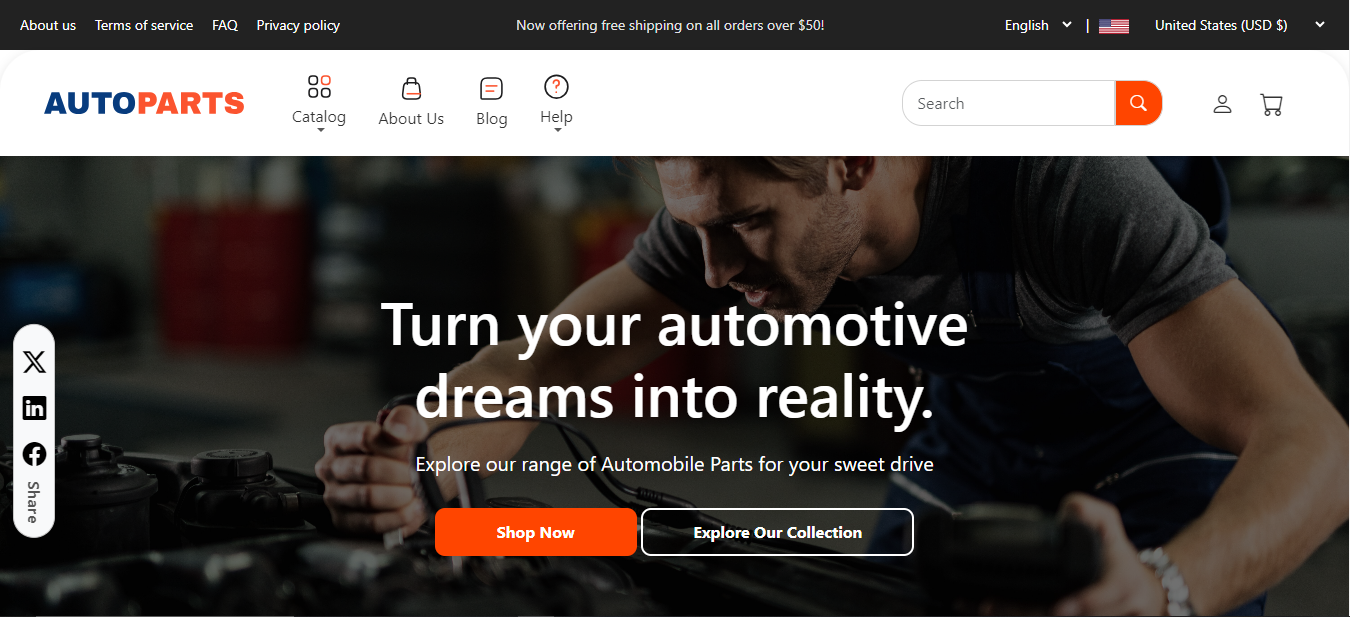 About us Terms of service FAQ Privacy policy Now offering free shipping on all orders over $50! English | United States (USD $)
AUTOPARTS Catalog About Us Blog Help Search
Turn your automotive
dreams into reality.
Explore our range of Automobile Parts for your sweet drive
Shop Now Explore Our Collection
Share